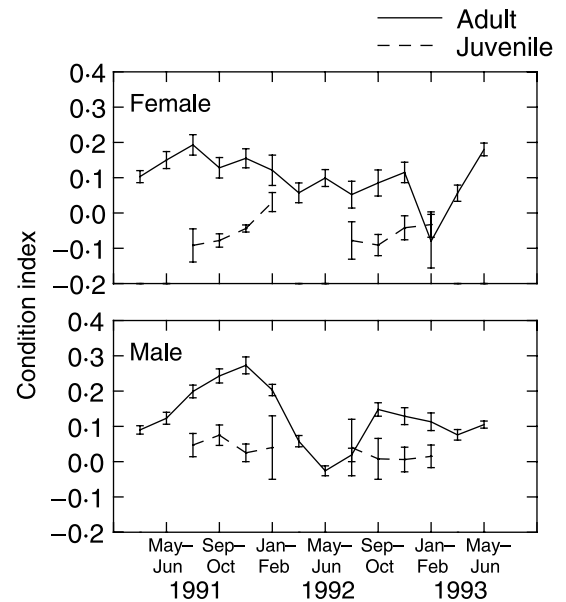 Adult
Juvenile
0·4
Female
0·3
0·2
0·1
0·0
−0·1
−0·2
Condition index
0·4
Male
0·3
0·2
0·1
0·0
−0·1
−0·2
May– Sep– Jan– May– Sep– Jan– May–
Jun Oct Feb Jun Oct Feb Jun
1991 1992 1993